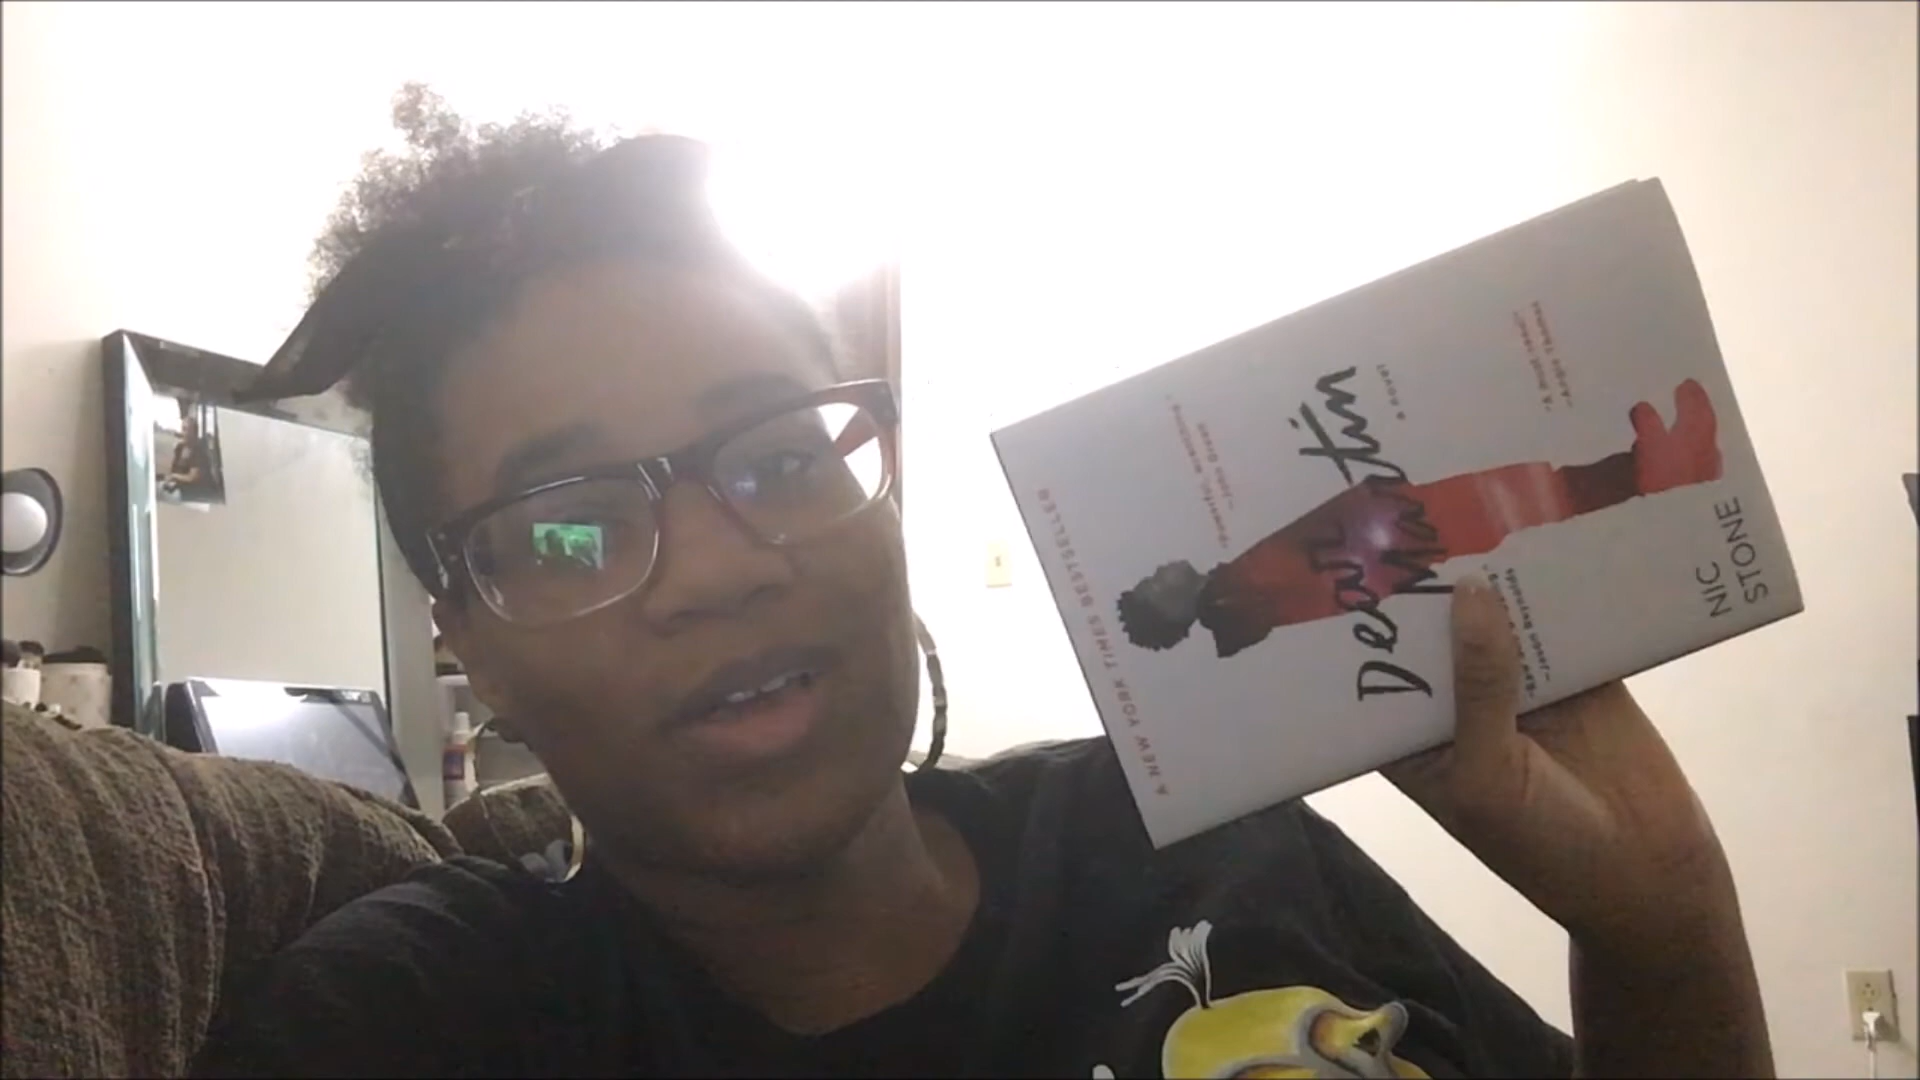 A NEW YORK TIMES BESTSELLER
"Powerful, wrenching."
—John Green
Dear
Martin
a novel
"A must-read!"
—Angie Thomas
—Jason Reynolds
NIC
STONE